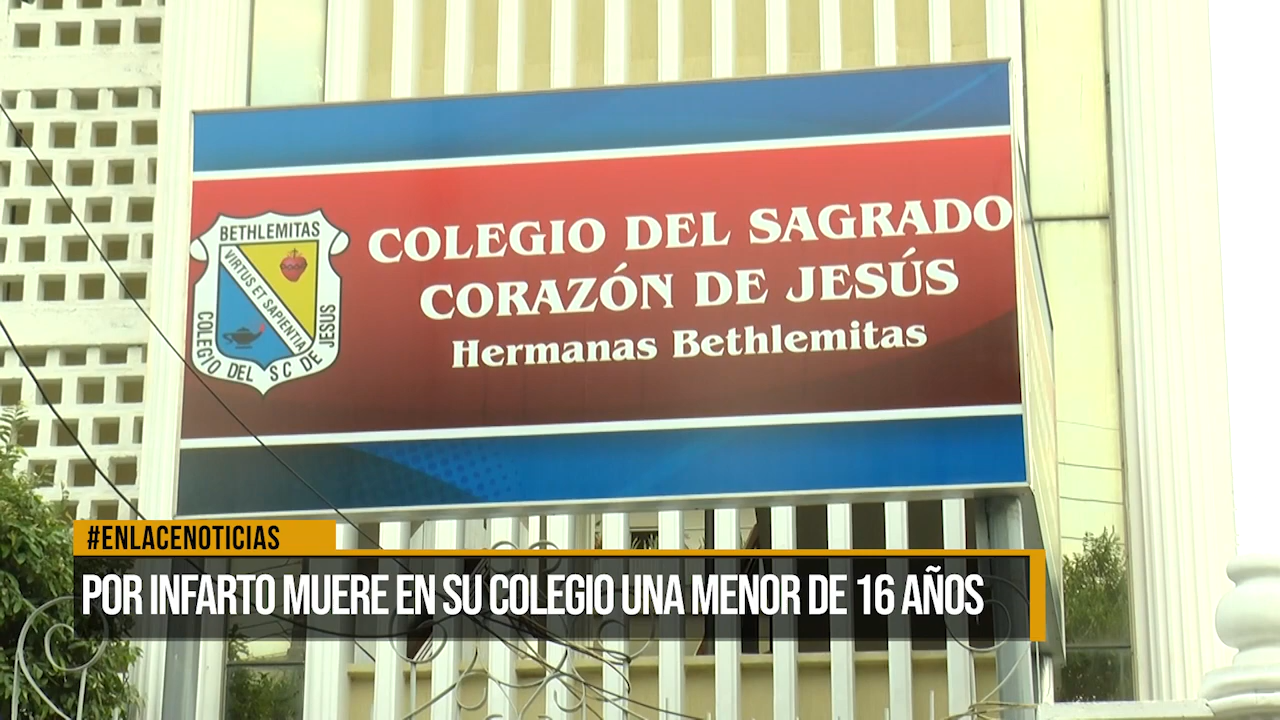 BETHLEMITAS
VIRTUS ET SAPIENTIA
COLEGIO DEL S C DE JESUS
COLEGIO DEL SAGRADO
CORAZÓN DE JESÚS
Hermanas Bethlemitas
#ENLACENOTICIAS
POR INFARTO MUERE EN SU COLEGIO UNA MENOR DE 16 AÑOS